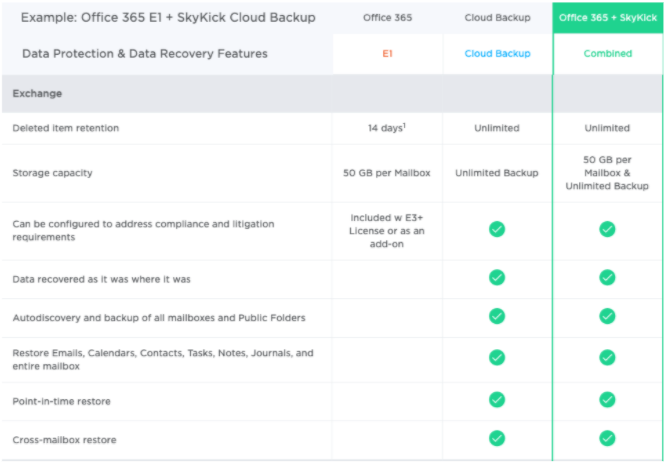 Example: Office 365 E1 + SkyKick Cloud Backup Office 365 Cloud Backup Office 365 + SkyKick
Data Protection & Data Recovery Features E1 Cloud Backup Combined
Exchange
Deleted item retention 14 days¹ Unlimited Unlimited
Storage capacity 50 GB per Mailbox Unlimited Backup 50 GB per
Mailbox &
Unlimited Backup
Can be configured to address compliance and litigation
requirements
Included w E3+
License or as an
add-on
Data recovered as it was where it was
Autodiscovery and backup of all mailboxes and Public Folders
Restore Emails, Calendars, Contacts, Tasks, Notes, Journals, and
entire mailbox
Point-in-time restore
Cross-mailbox restore